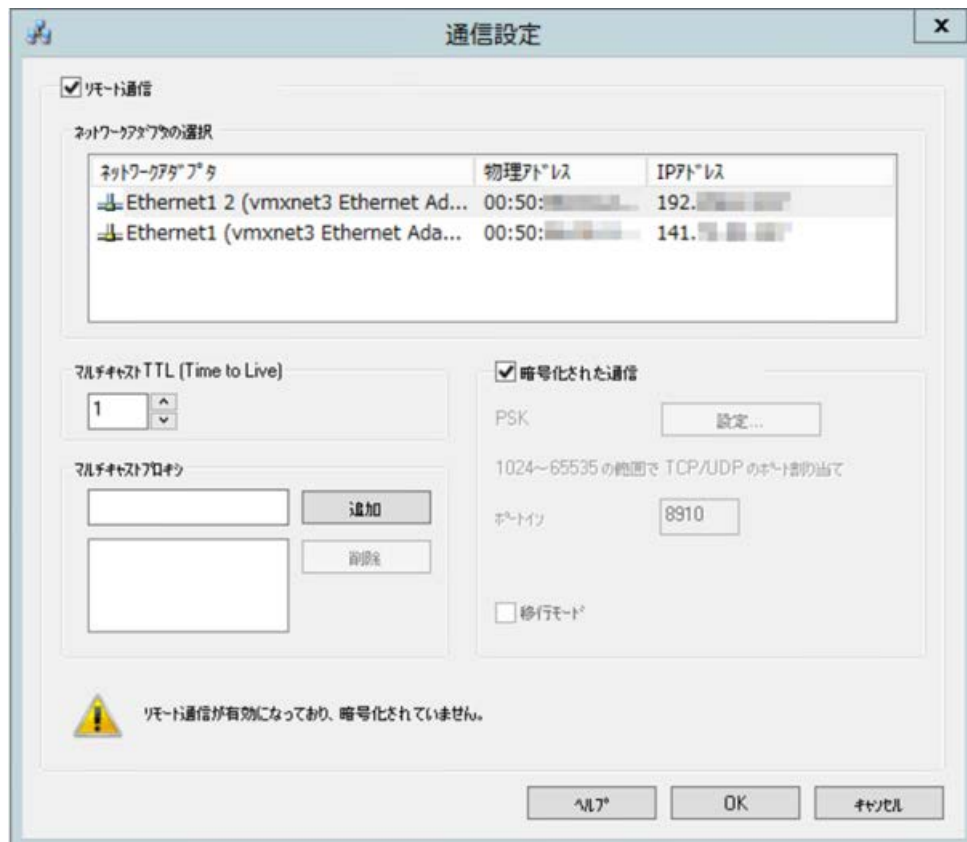 通信設定
x
リモート通信
ネットワークアダプタの選択
ネットワークアダプタ 物理アドレス IPアドレス
Ethernet1 2 (vmxnet3 Ethernet Ad... 00:50: 192.
Ethernet1 (vmxnet3 Ethernet Ada... 00:50: 141.
マルチキャストTTL (Time to Live)
1
マルチキャストプロキシ
追加
削除
暗号化された通信
PSK 設定...
1024～65535 の範囲で TCP/UDP のポート割り当て
8910
移行モード
リモート通信が有効になっており、暗号化されていません。
ヘルプ OK キャンセル